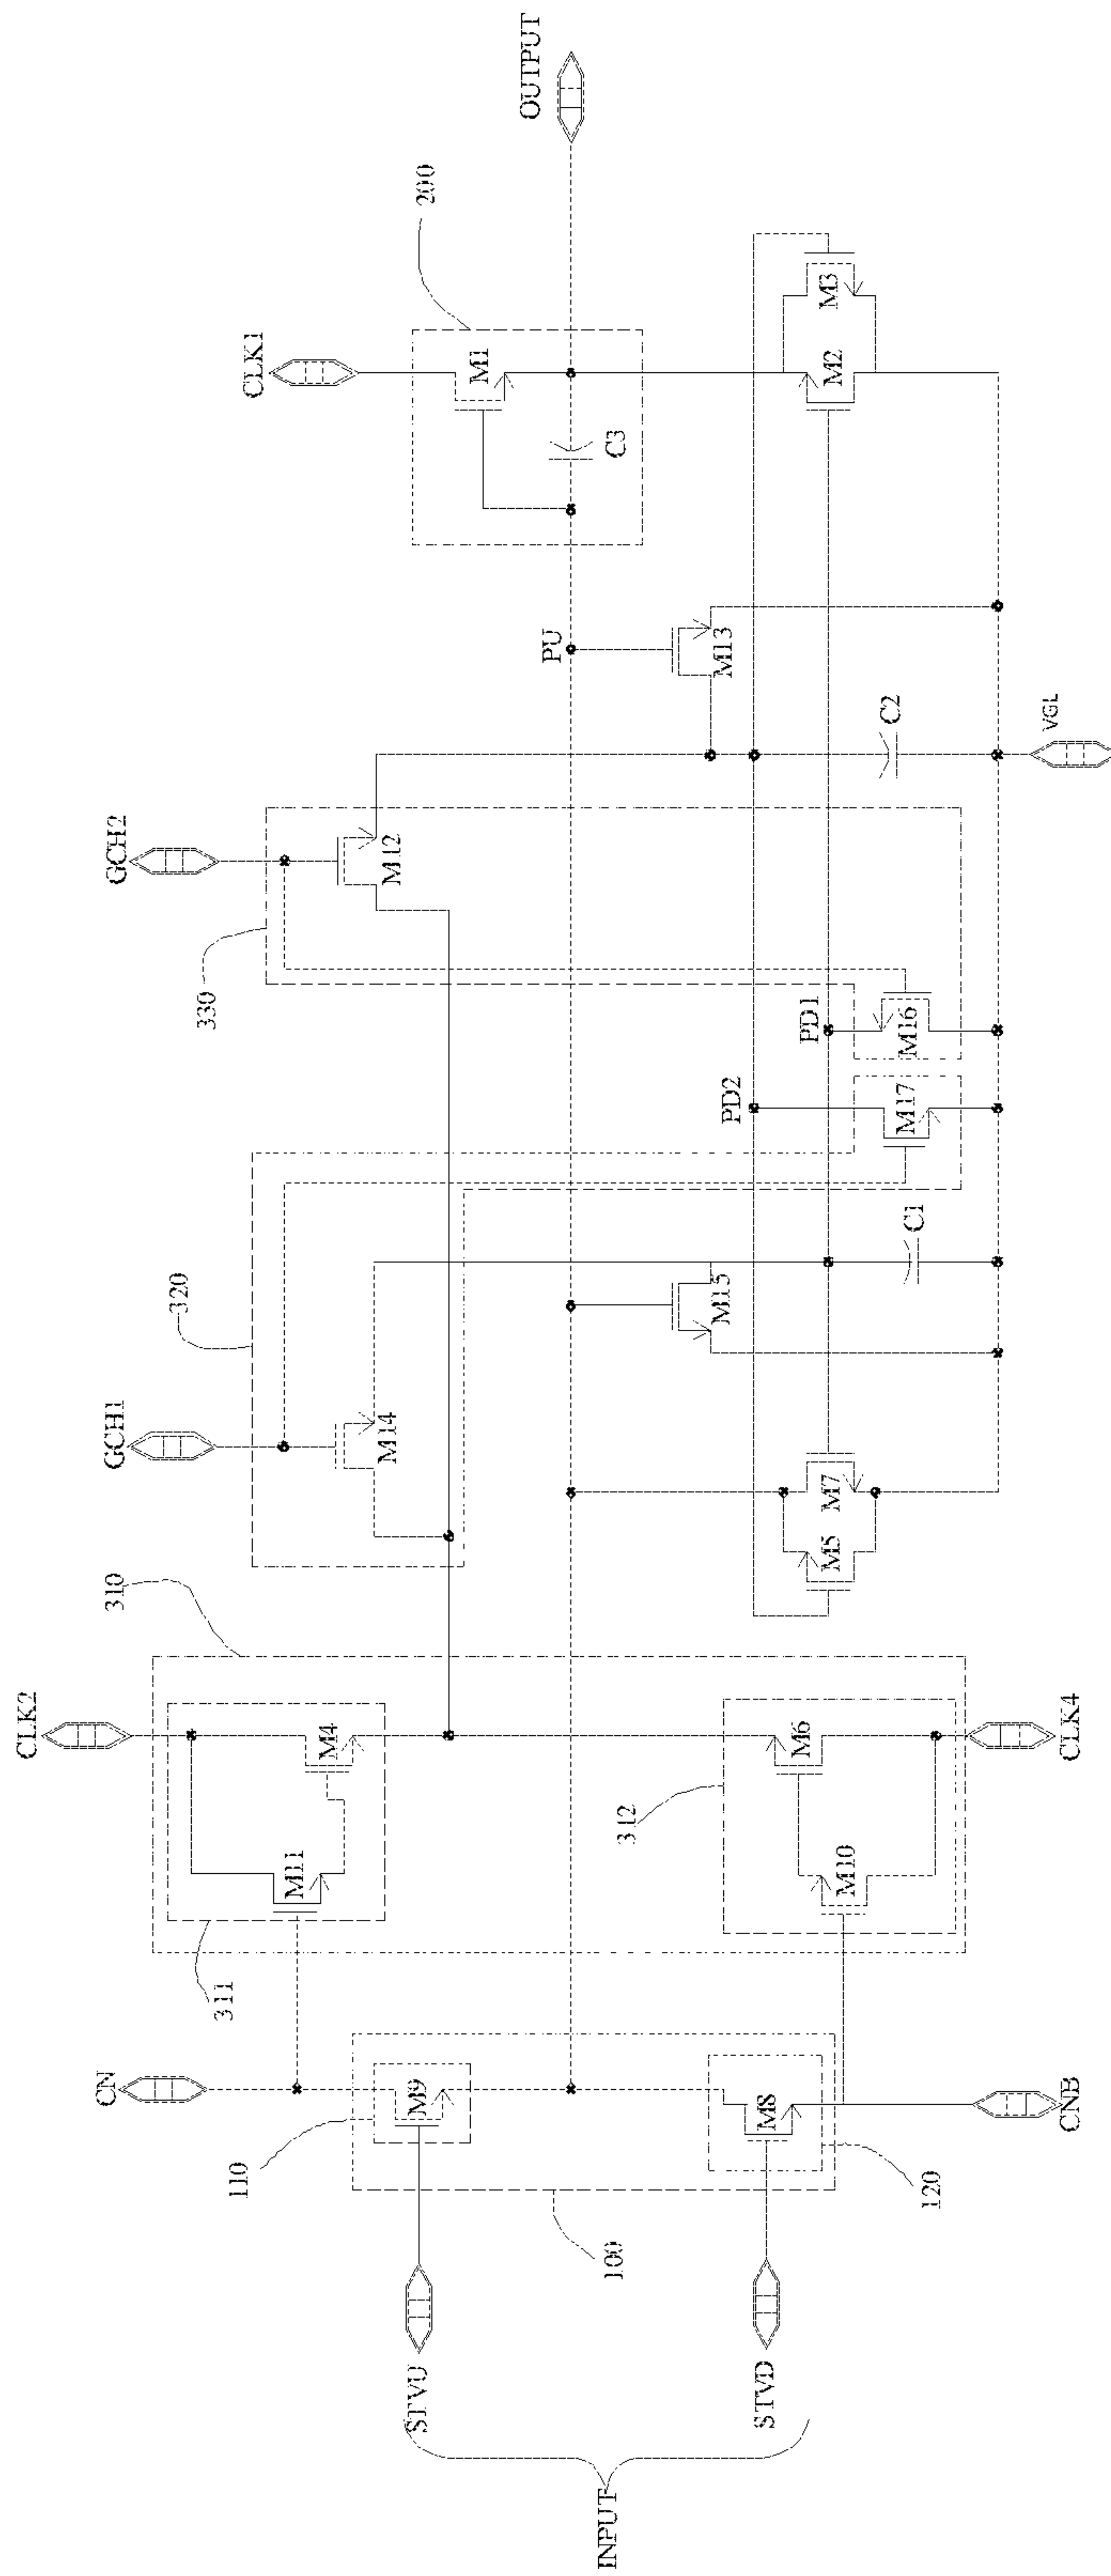 INPUT
STVU
STVD
100
110
120
CN
CNB
M9
M8
311
310
312
CLK2
CLK4
M11
M4
M10
M6
320
GCH1
M14
M5
M7
M15
C1
PD2
M17
PD1
M16
330
GCH2
M12
C2
VGL
PU
M13
C3
M1
CLK1
200
M2
M3
OUTPUT